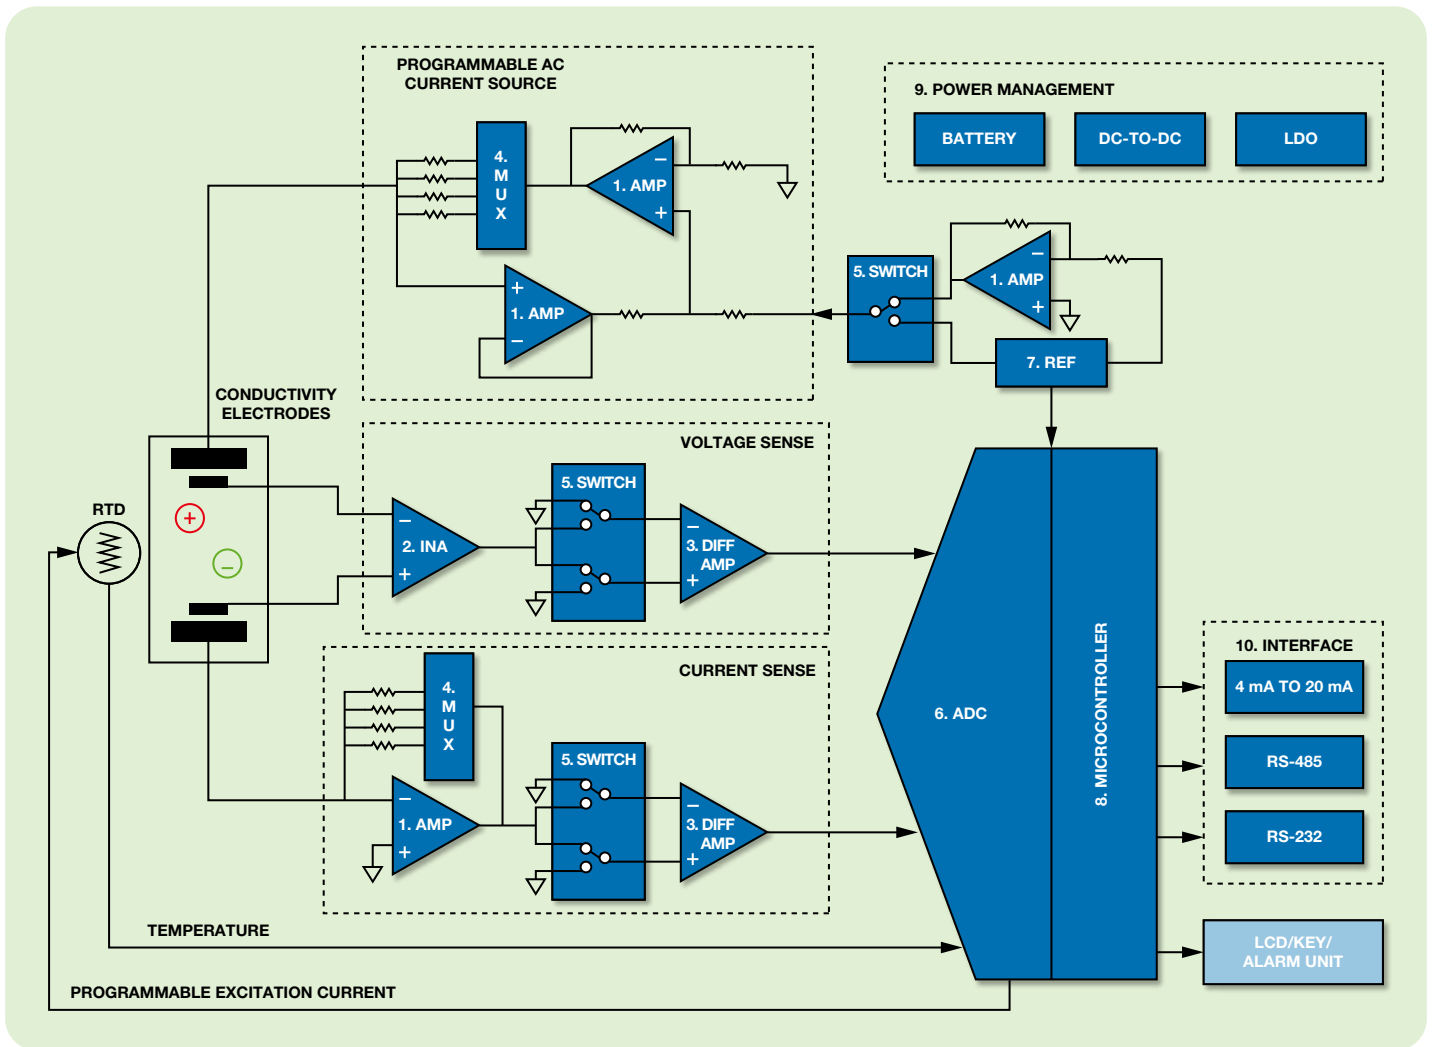 PROGRAMMABLE AC
CURRENT SOURCE
4.
M
U
X
1. AMP
1. AMP
9. POWER MANAGEMENT
BATTERY
DC-TO-DC
LDO
5. SWITCH
1. AMP
7. REF
CONDUCTIVITY
ELECTRODES
RTD
VOLTAGE SENSE
2. INA
5. SWITCH
3. DIFF
AMP
CURRENT SENSE
4.
M
U
X
1. AMP
5. SWITCH
3. DIFF
AMP
6. ADC
8. MICROCONTROLLER
10. INTERFACE
4 mA TO 20 mA
RS-485
RS-232
LCD/KEY/
ALARM UNIT
TEMPERATURE
PROGRAMMABLE EXCITATION CURRENT